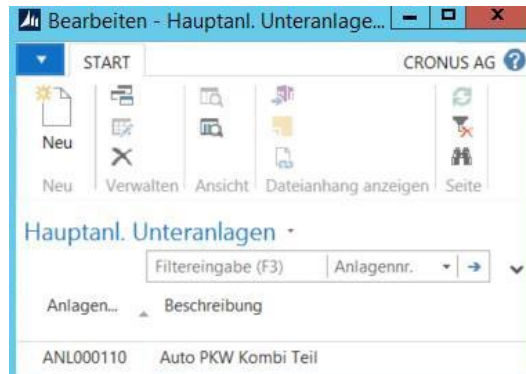 Bearbeiten - Hauptanl. Unteranlage...
START CRONUS AG
Neu
Neu Verwalten Ansicht Dateianhang anzeigen Seite
Hauptanl. Unteranlagen
Filtereingabe (F3) Anlagennr.
Anlagen... Beschreibung
ANL000110 Auto PKW Kombi Teil